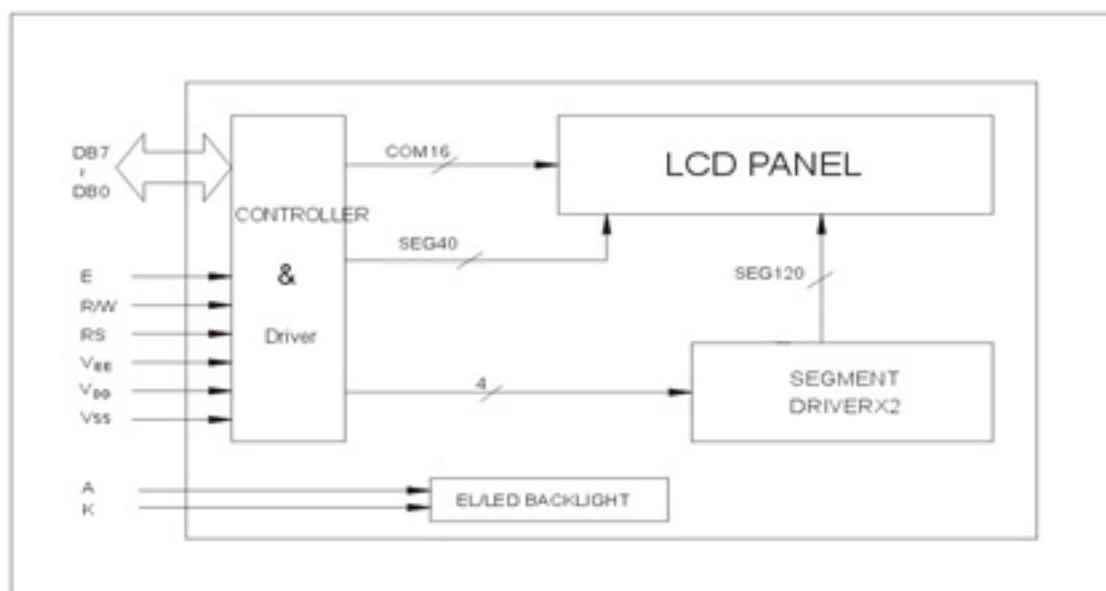 DB7
~
DB0
E
R/W
RS
VEE
VDD
VSS
A
K
CONTROLLER
&
Driver
COM16
SEG40
4
LCD PANEL
SEG120
SEGMENT
DRIVERX2
EL/LED BACKLIGHT